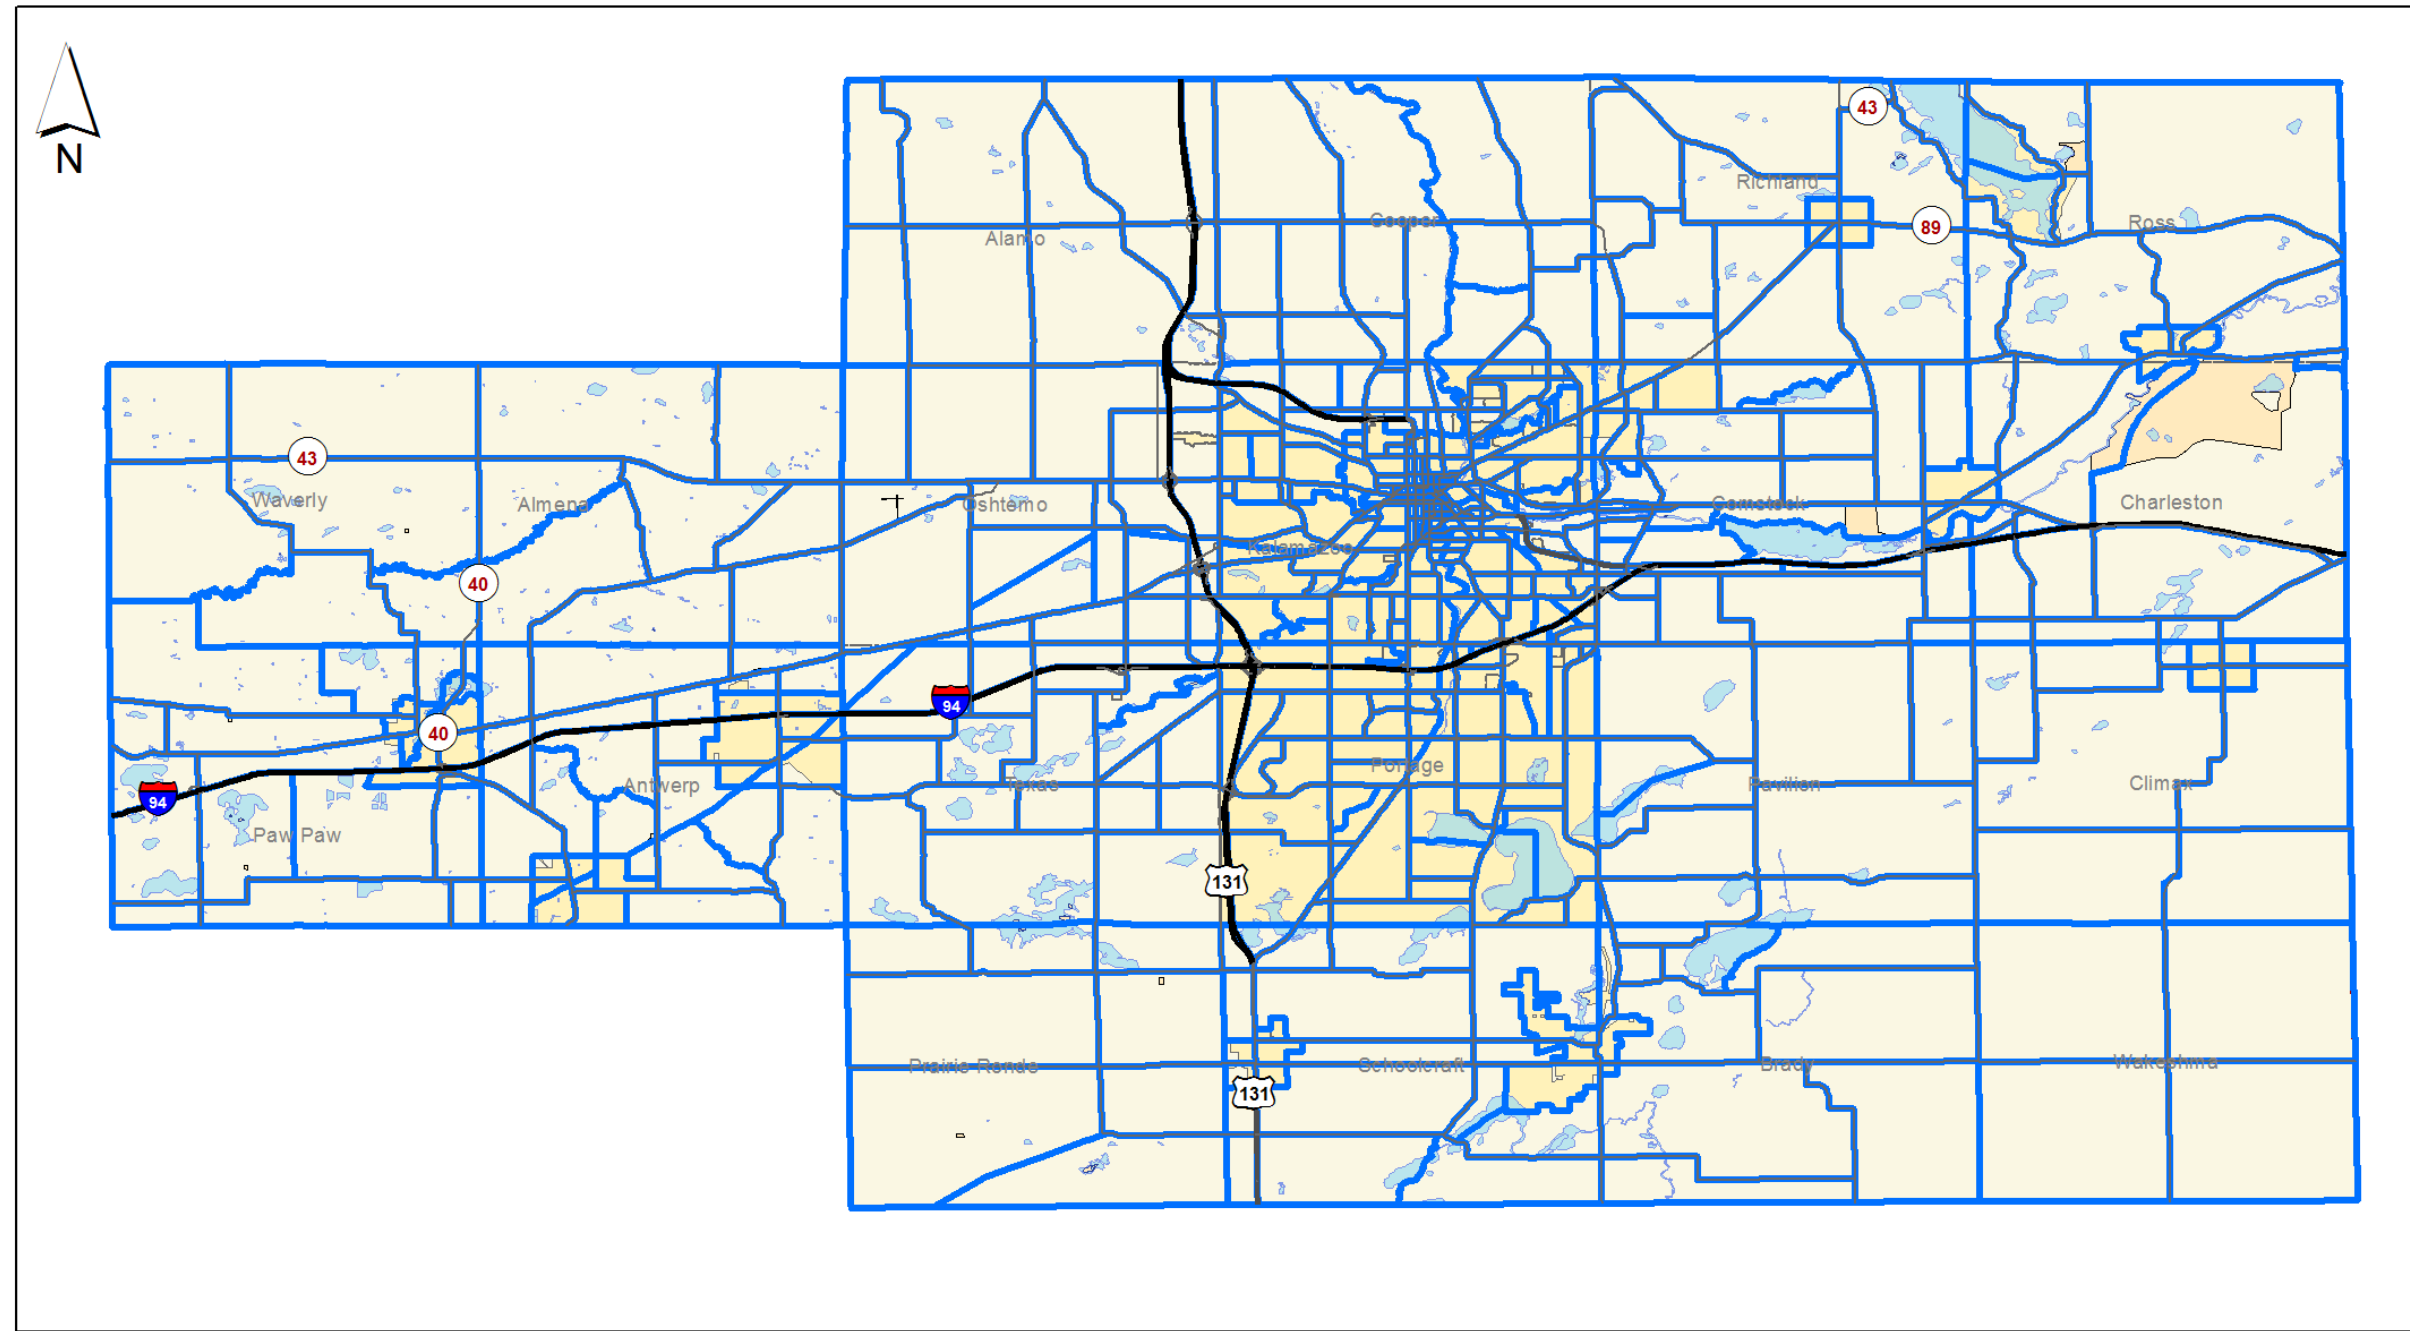 N
43
Richland
Cooper
Ross
89
Alamo
43
Waverly
Almena
Oshtemo
Comstock
Charleston
Kalamazoo
40
94
40
Portage
Antwerp
Texas
Pavilion
Climax
94
Paw Paw
131
Prairie Ronde
Schoolcraft
Brady
Wakeshma
131